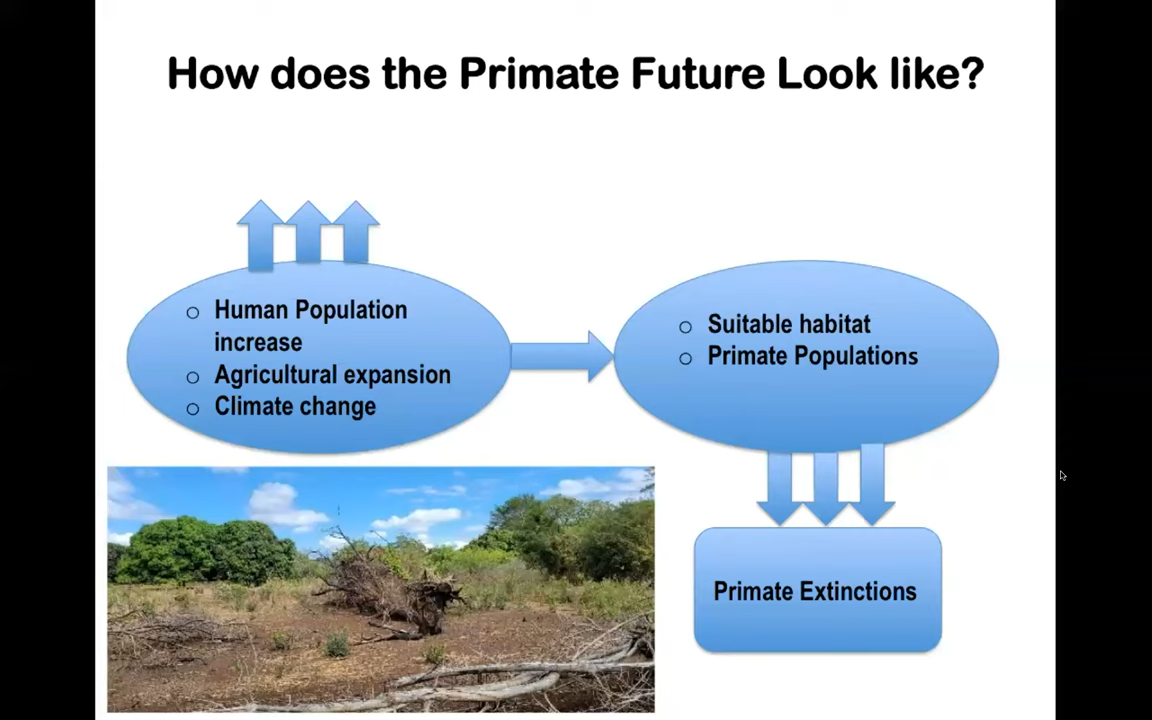 How does the Primate Future Look like?
o Human Population
increase
o Agricultural expansion
o Climate change
o Suitable habitat
o Primate Populations
Primate Extinctions